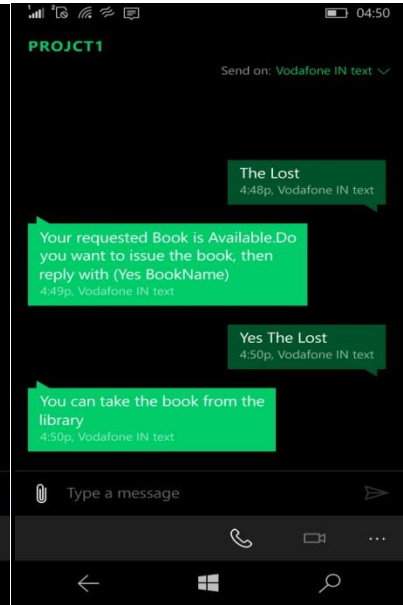 04:50
PROJCT1
Send on: Vodafone IN text
The Lost
4:48p, Vodafone IN text
Your requested Book is Available.Do
you want to issue the book, then
reply with (Yes BookName)
4:49p, Vodafone IN text
Yes The Lost
4:50p, Vodafone IN text
You can take the book from the
library
4:50p, Vodafone IN text
Type a message